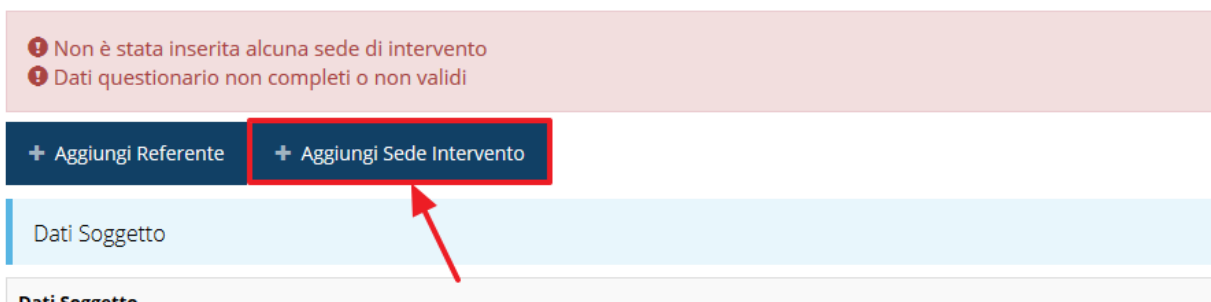 Non è stata inserita alcuna sede di intervento
Dati questionario non completi o non validi
+ Aggiungi Referente + Aggiungi Sede Intervento
Dati Soggetto
Dati Soggetto